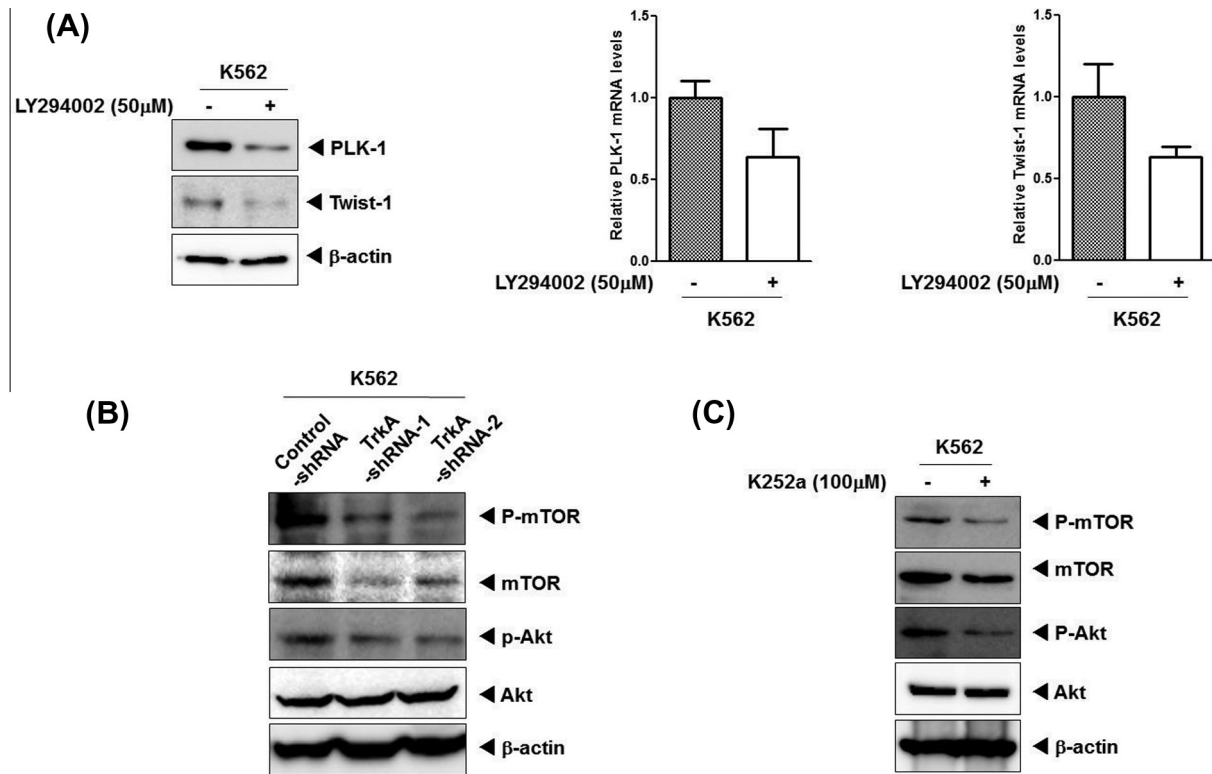 (A)
K562
LY294002 (50μM) - +
PLK-1
Twist-1
β-actin
Relative PLK-1 mRNA levels
1.5
1.0
0.5
0.0
LY294002 (50μM) - +
K562
Relative Twist-1 mRNA levels
1.5
1.0
0.5
0.0
LY294002 (50μM) - +
K562
(B)
K562
Control
-shRNA
TrkA
-shRNA-1
TrkA
-shRNA-2
P-mTOR
mTOR
p-Akt
Akt
β-actin
(C)
K562
K252a (100μM) - +
P-mTOR
mTOR
P-Akt
Akt
β-actin